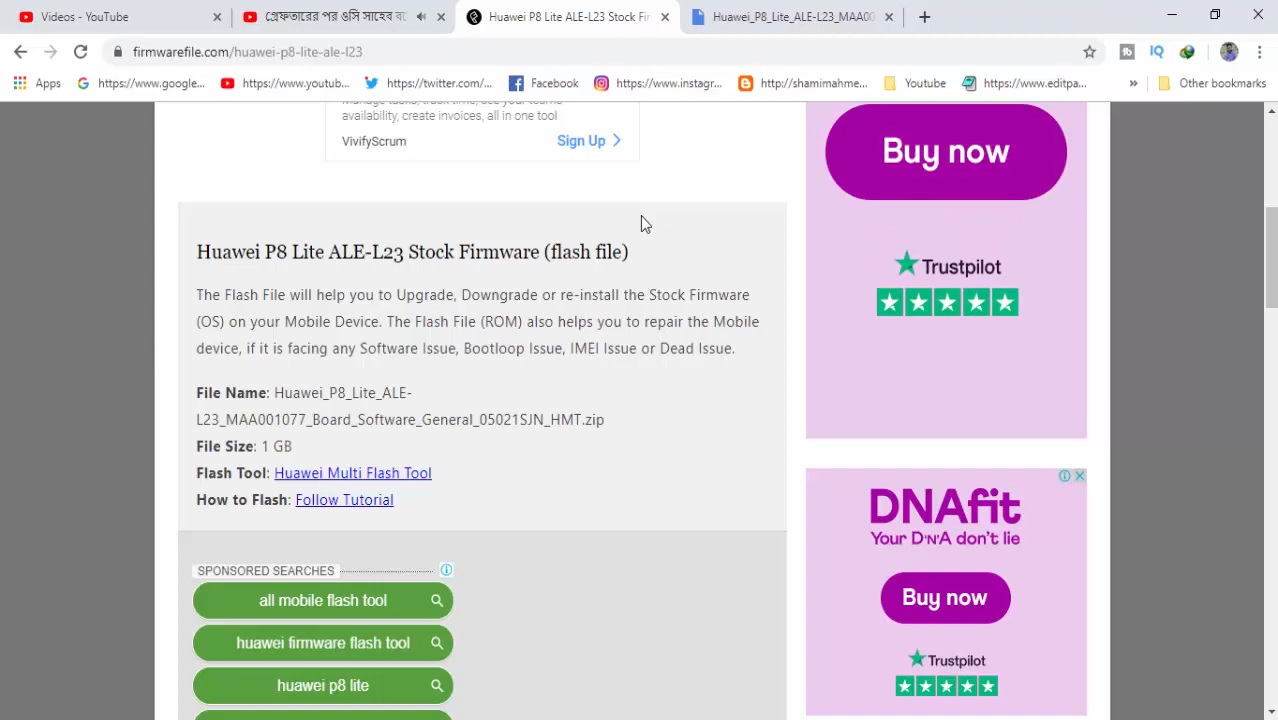 Videos - YouTube
গ্রেফতারের পর ওসি সাহেব
Huawei P8 Lite ALE-L23 Stock Fir
Huawei_P8_Lite_ALE-L23_MAA00
firmwarefile.com/huawei-p8-lite-ale-l23
Apps
https://www.google...
https://www.youtub...
https://twitter.com/...
Facebook
https://www.instagr...
http://shamimahme...
Youtube
https://www.editpa...
»
Other bookmarks
availability, create invoices, all in one tool
VivifyScrum
Sign Up
Buy now
Trustpilot
Huawei P8 Lite ALE-L23 Stock Firmware (flash file)
The Flash File will help you to Upgrade, Downgrade or re-install the Stock Firmware
(OS) on your Mobile Device. The Flash File (ROM) also helps you to repair the Mobile
device, if it is facing any Software Issue, Bootloop Issue, IMEI Issue or Dead Issue.
File Name: Huawei_P8_Lite_ALE-
L23_MAA001077_Board_Software_General_05021SJN_HMT.zip
File Size: 1 GB
Flash Tool: Huawei Multi Flash Tool
How to Flash: Follow Tutorial
SPONSORED SEARCHES
all mobile flash tool
huawei firmware flash tool
huawei p8 lite
DNAfit
Your D·N·A don't lie
Buy now
Trustpilot